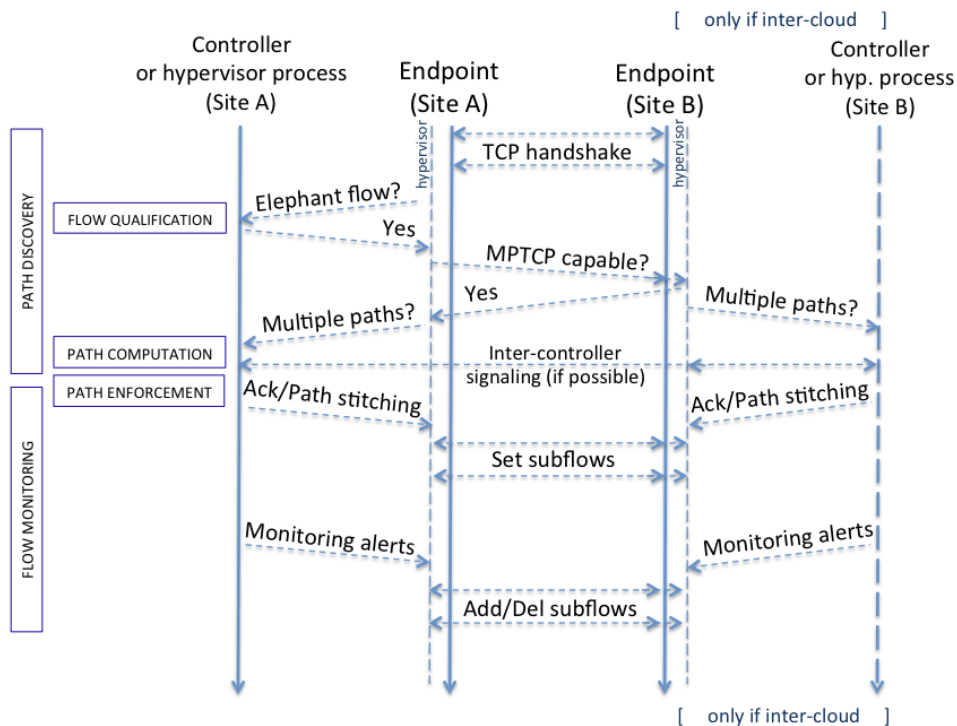 [ only if inter-cloud ]
Controller
or hypervisor process
(Site A)
Endpoint
(Site A)
Endpoint
(Site B)
Controller
or hyp. process
(Site B)
hypervisor
hypervisor
TCP handshake
PATH DISCOVERY
Elephant flow?
FLOW QUALIFICATION
Yes
MPTCP capable?
Yes
Multiple paths?
Multiple paths?
PATH COMPUTATION
Inter-controller
signaling (if possible)
PATH ENFORCEMENT
Ack/Path stitching
Ack/Path stitching
FLOW MONITORING
Set subflows
Monitoring alerts
Monitoring alerts
Add/Del subflows
[ only if inter-cloud ]